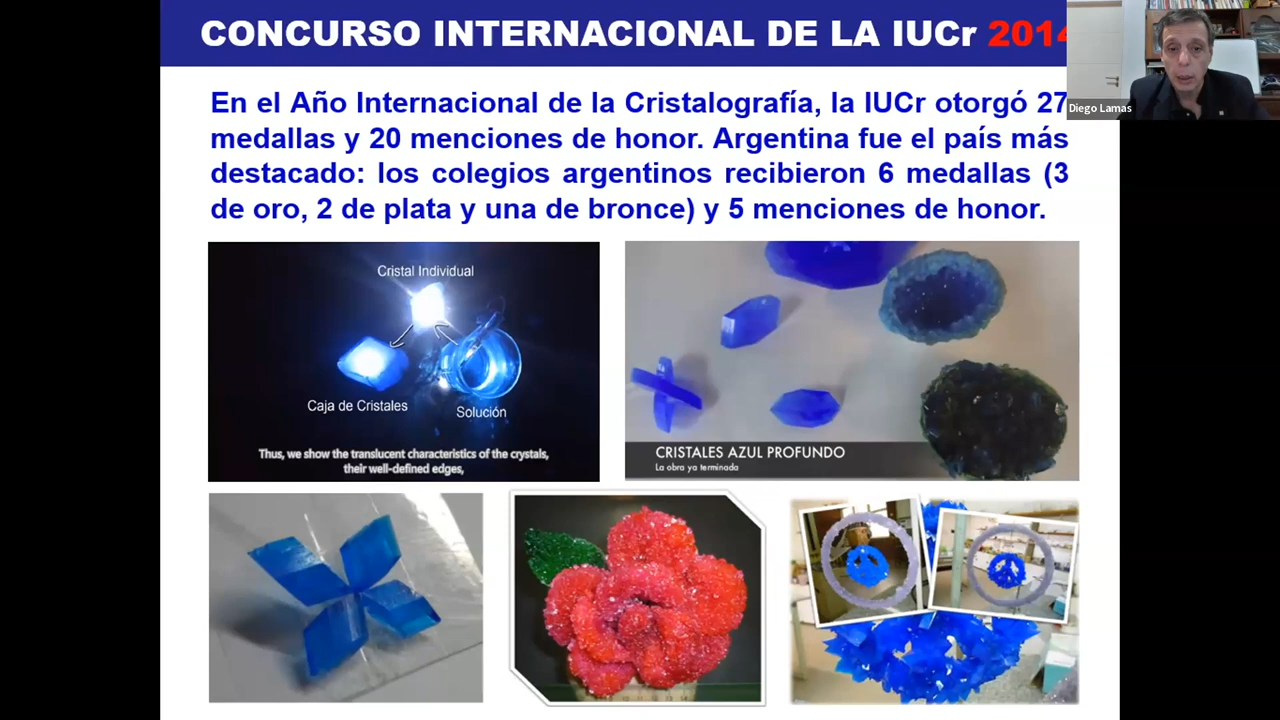 CONCURSO INTERNACIONAL DE LA IUCr 2014
Diego Lamas
En el Año Internacional de la Cristalografía, la IUCr otorgó 27
medallas y 20 menciones de honor. Argentina fue el país más
destacado: los colegios argentinos recibieron 6 medallas (3
de oro, 2 de plata y una de bronce) y 5 menciones de honor.
Cristal Individual
Caja de Cristales
Solución
Thus, we show the translucent characteristics of the crystals,
their well-defined edges,
CRISTALES AZUL PROFUNDO
La obra ya terminada